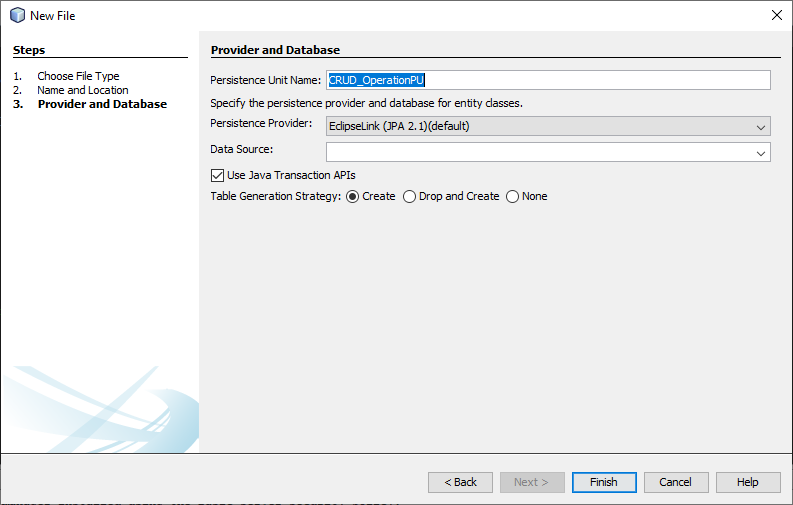 New File
Steps
1. Choose File Type
2. Name and Location
3. Provider and Database
Provider and Database
Persistence Unit Name: CRUD_OperationPU
Specify the persistence provider and database for entity classes.
Persistence Provider: EclipseLink (JPA 2.1)(default)
Data Source:
Use Java Transaction APIs
Table Generation Strategy: Create Drop and Create None
< Back Next > Finish Cancel Help